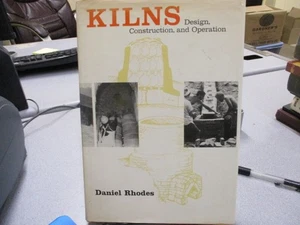 KILNS
Design,
Construction, and Operation
Daniel Rhodes